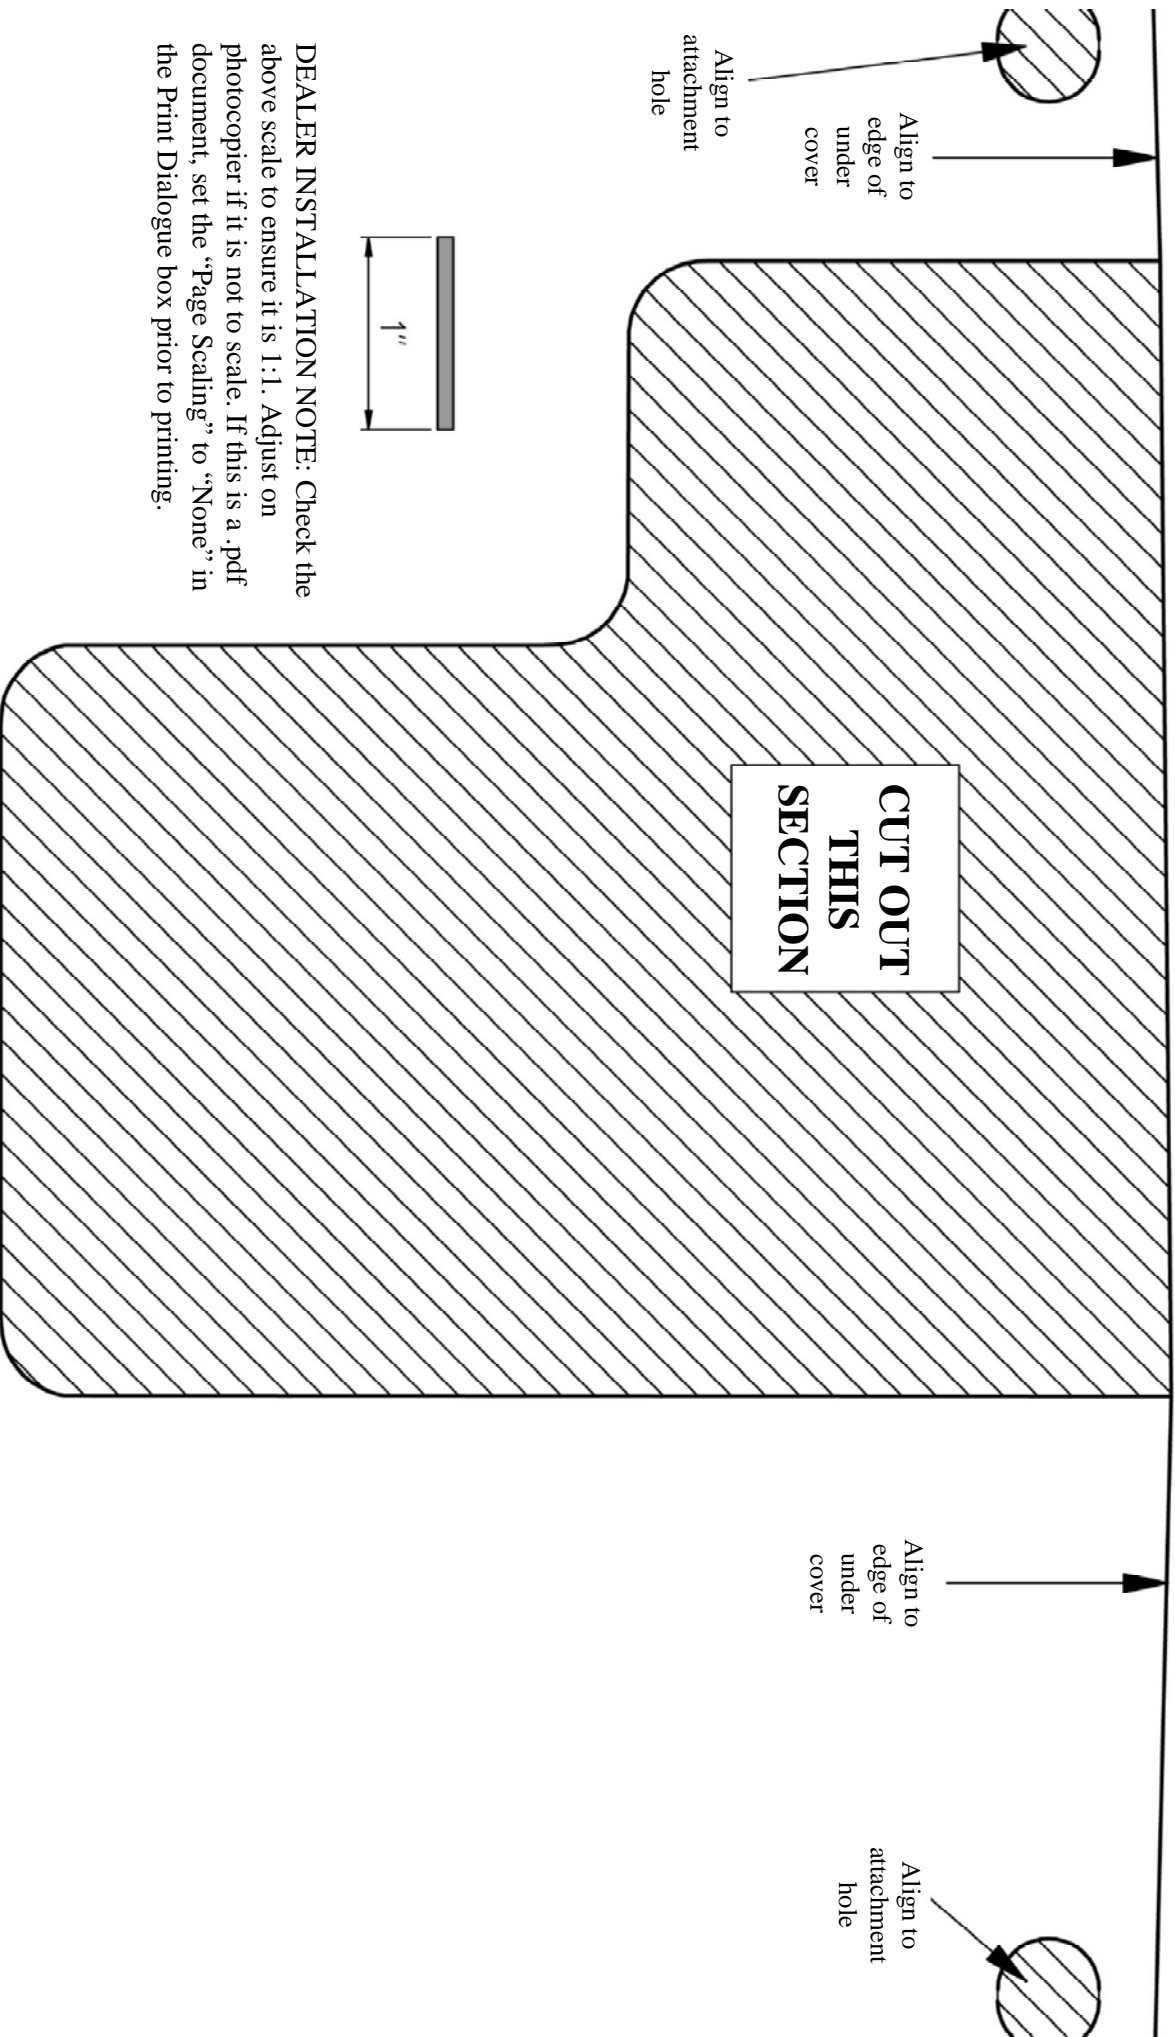 Align to
attachment
hole
Align to
edge of
under
cover
CUT OUT
THIS
SECTION
Align to
edge of
under
cover
Align to
attachment
hole
1"
DEALER INSTALLATION NOTE: Check the
above scale to ensure it is 1:1. Adjust on
photocopier if it is not to scale. If this is a .pdf
document, set the “Page Scaling” to “None” in
the Print Dialogue box prior to printing.